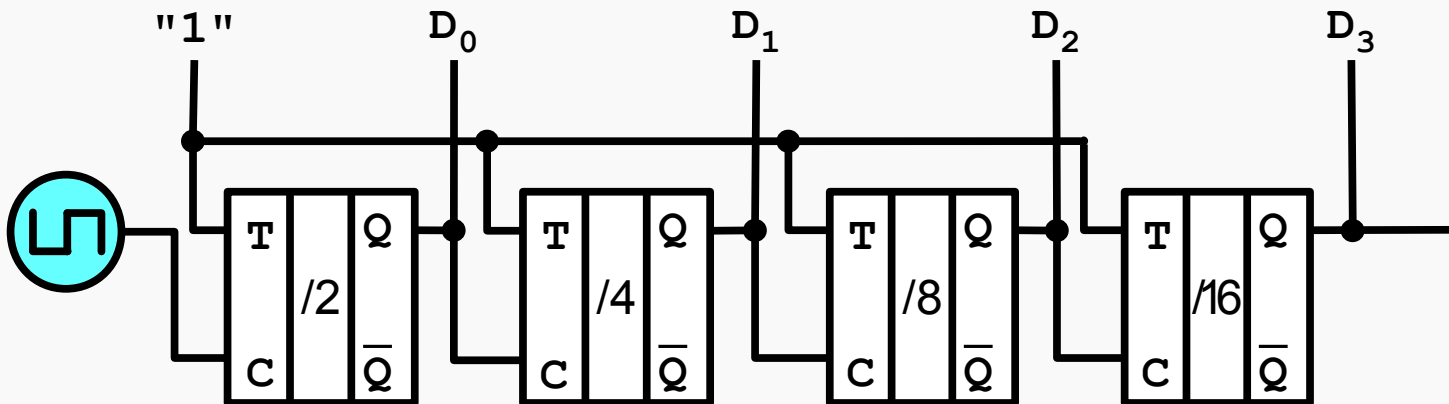 "1" D₀ D₁ D₂ D₃
T Q T Q T Q T Q
/2 /4 /8 /16
C Q̅ C Q̅ C Q̅ C Q̅